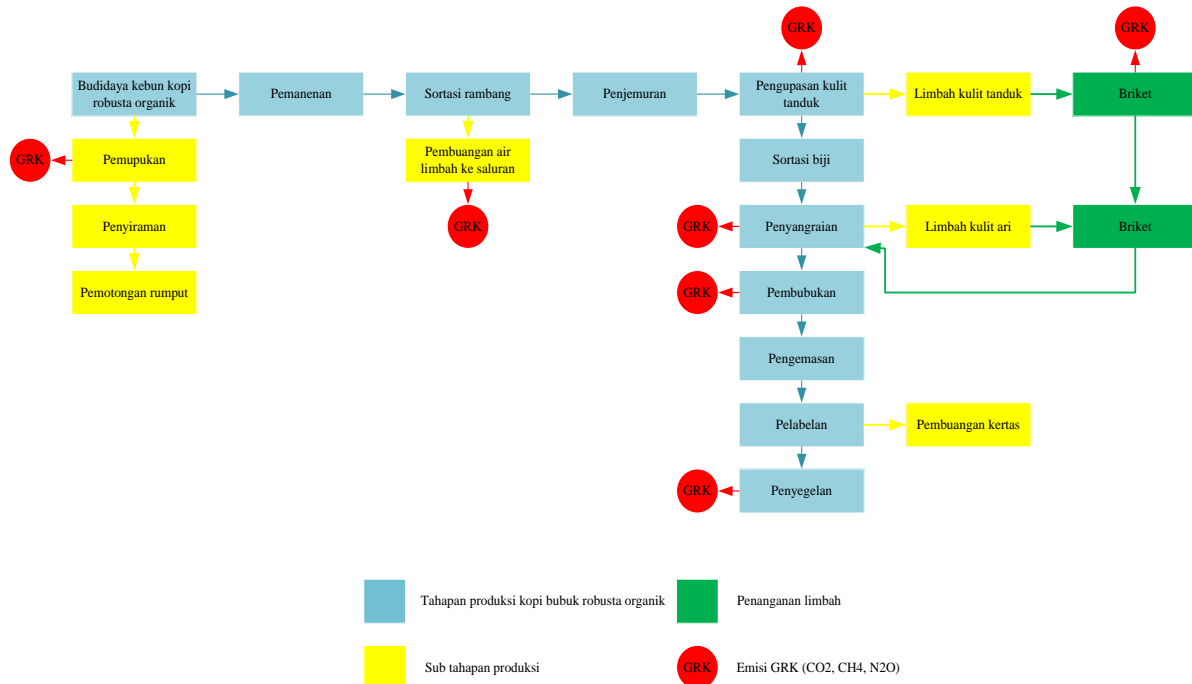 GRK
GRK
Budidaya kebun kopi
robusta organik
Pemanenan
Sortasi rambang
Penjemuran
Pengupasan kulit
tanduk
Limbah kulit tanduk
Briket
GRK
Pemupukan
Pembuangan air
limbah ke saluran
Sortasi biji
Penyiraman
GRK
GRK
Penyangraian
Limbah kulit ari
Briket
Pemotongan rumput
GRK
Pembubukan
Pengemasan
Pelabelan
Pembuangan kertas
GRK
Penyegelan
Tahapan produksi kopi bubuk robusta organik
Penanganan limbah
Sub tahapan produksi
GRK
Emisi GRK (CO2, CH4, N2O)